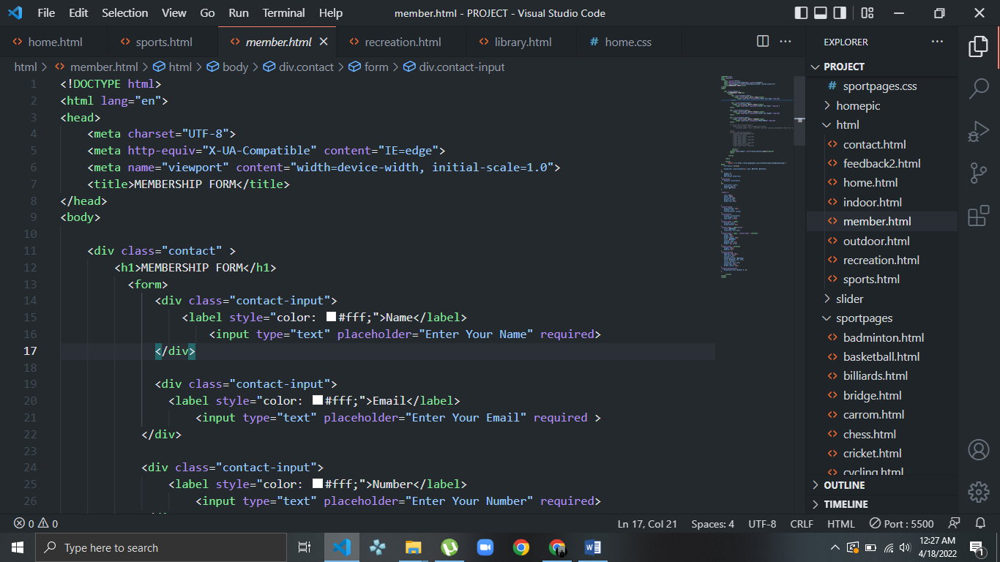 File Edit Selection View Go Run Terminal Help member.html - PROJECT - Visual Studio Code
home.html sports.html member.html recreation.html library.html home.css
html > member.html > html > body > div.contact > form > div.contact-input
1 <!DOCTYPE html>
2 <html lang="en">
3 <head>
4 <meta charset="UTF-8">
5 <meta http-equiv="X-UA-Compatible" content="IE=edge">
6 <meta name="viewport" content="width=device-width, initial-scale=1.0">
7 <title>MEMBERSHIP FORM</title>
8 </head>
9 <body>
10
11 <div class="contact" >
12 <h1>MEMBERSHIP FORM</h1>
13 <form>
14 <div class="contact-input">
15 <label style="color: #fff;">Name</label>
16 <input type="text" placeholder="Enter Your Name" required>
17 </div>
18
19 <div class="contact-input">
20 <label style="color: #fff;">Email</label>
21 <input type="text" placeholder="Enter Your Email" required >
22 </div>
23
24 <div class="contact-input">
25 <label style="color: #fff;">Number</label>
26 <input type="text" placeholder="Enter Your Number" required>
EXPLORER
PROJECT
# sportpages.css
homepic
html
contact.html
feedback2.html
home.html
indoor.html
member.html
outdoor.html
recreation.html
sports.html
slider
sportpages
badminton.html
basketball.html
billiards.html
bridge.html
carrom.html
chess.html
cricket.html
cycling.html
OUTLINE
TIMELINE
0 0 Ln 17, Col 21 Spaces: 4 UTF-8 CRLF HTML Port : 5500
Type here to search
12:27 AM
4/18/2022
1